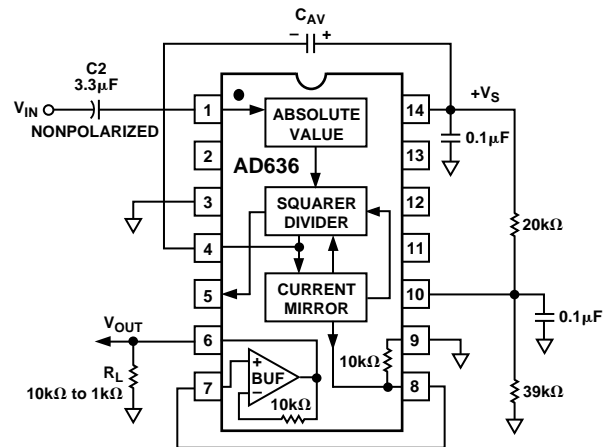 C_AV
− +
C2
3.3µF
V_IN
NONPOLARIZED
+V_S
0.1µF
1
2
3
4
5
6
7
14
13
12
11
10
9
8
ABSOLUTE
VALUE
AD636
SQUARER
DIVIDER
CURRENT
MIRROR
20kΩ
0.1µF
39kΩ
V_OUT
R_L
10kΩ to 1kΩ
+
BUF
−
10kΩ
10kΩ